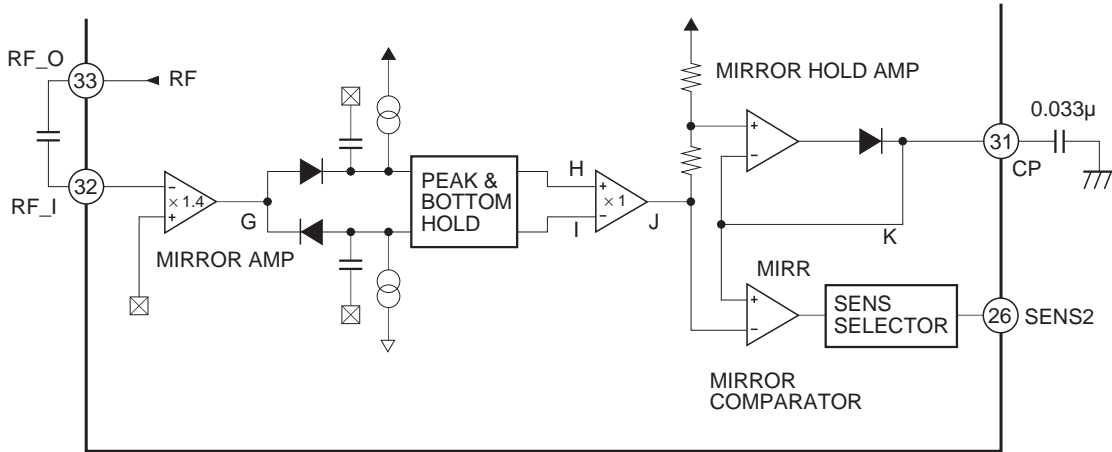 RF_O
33
RF
32
RF_I
−
× 1.4
+
MIRROR AMP
G
PEAK &
BOTTOM
HOLD
H
I
+
× 1
−
J
MIRROR HOLD AMP
+
−
K
31
CP
0.033µ
MIRR
+
−
SENS
SELECTOR
26
SENS2
MIRROR
COMPARATOR